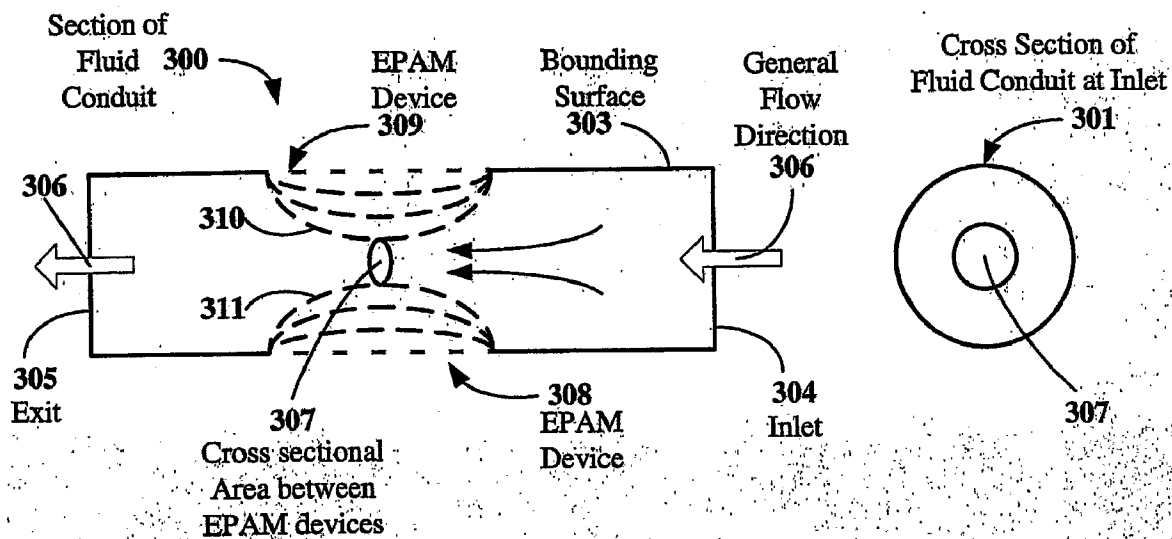 Section of
Fluid 300
Conduit
EPAM
Device
309
Bounding
Surface
303
General
Flow
Direction
306
Cross Section of
Fluid Conduit at Inlet
301
306
310
311
305
Exit
307
Cross sectional
Area between
EPAM devices
308
EPAM
Device
304
Inlet
307